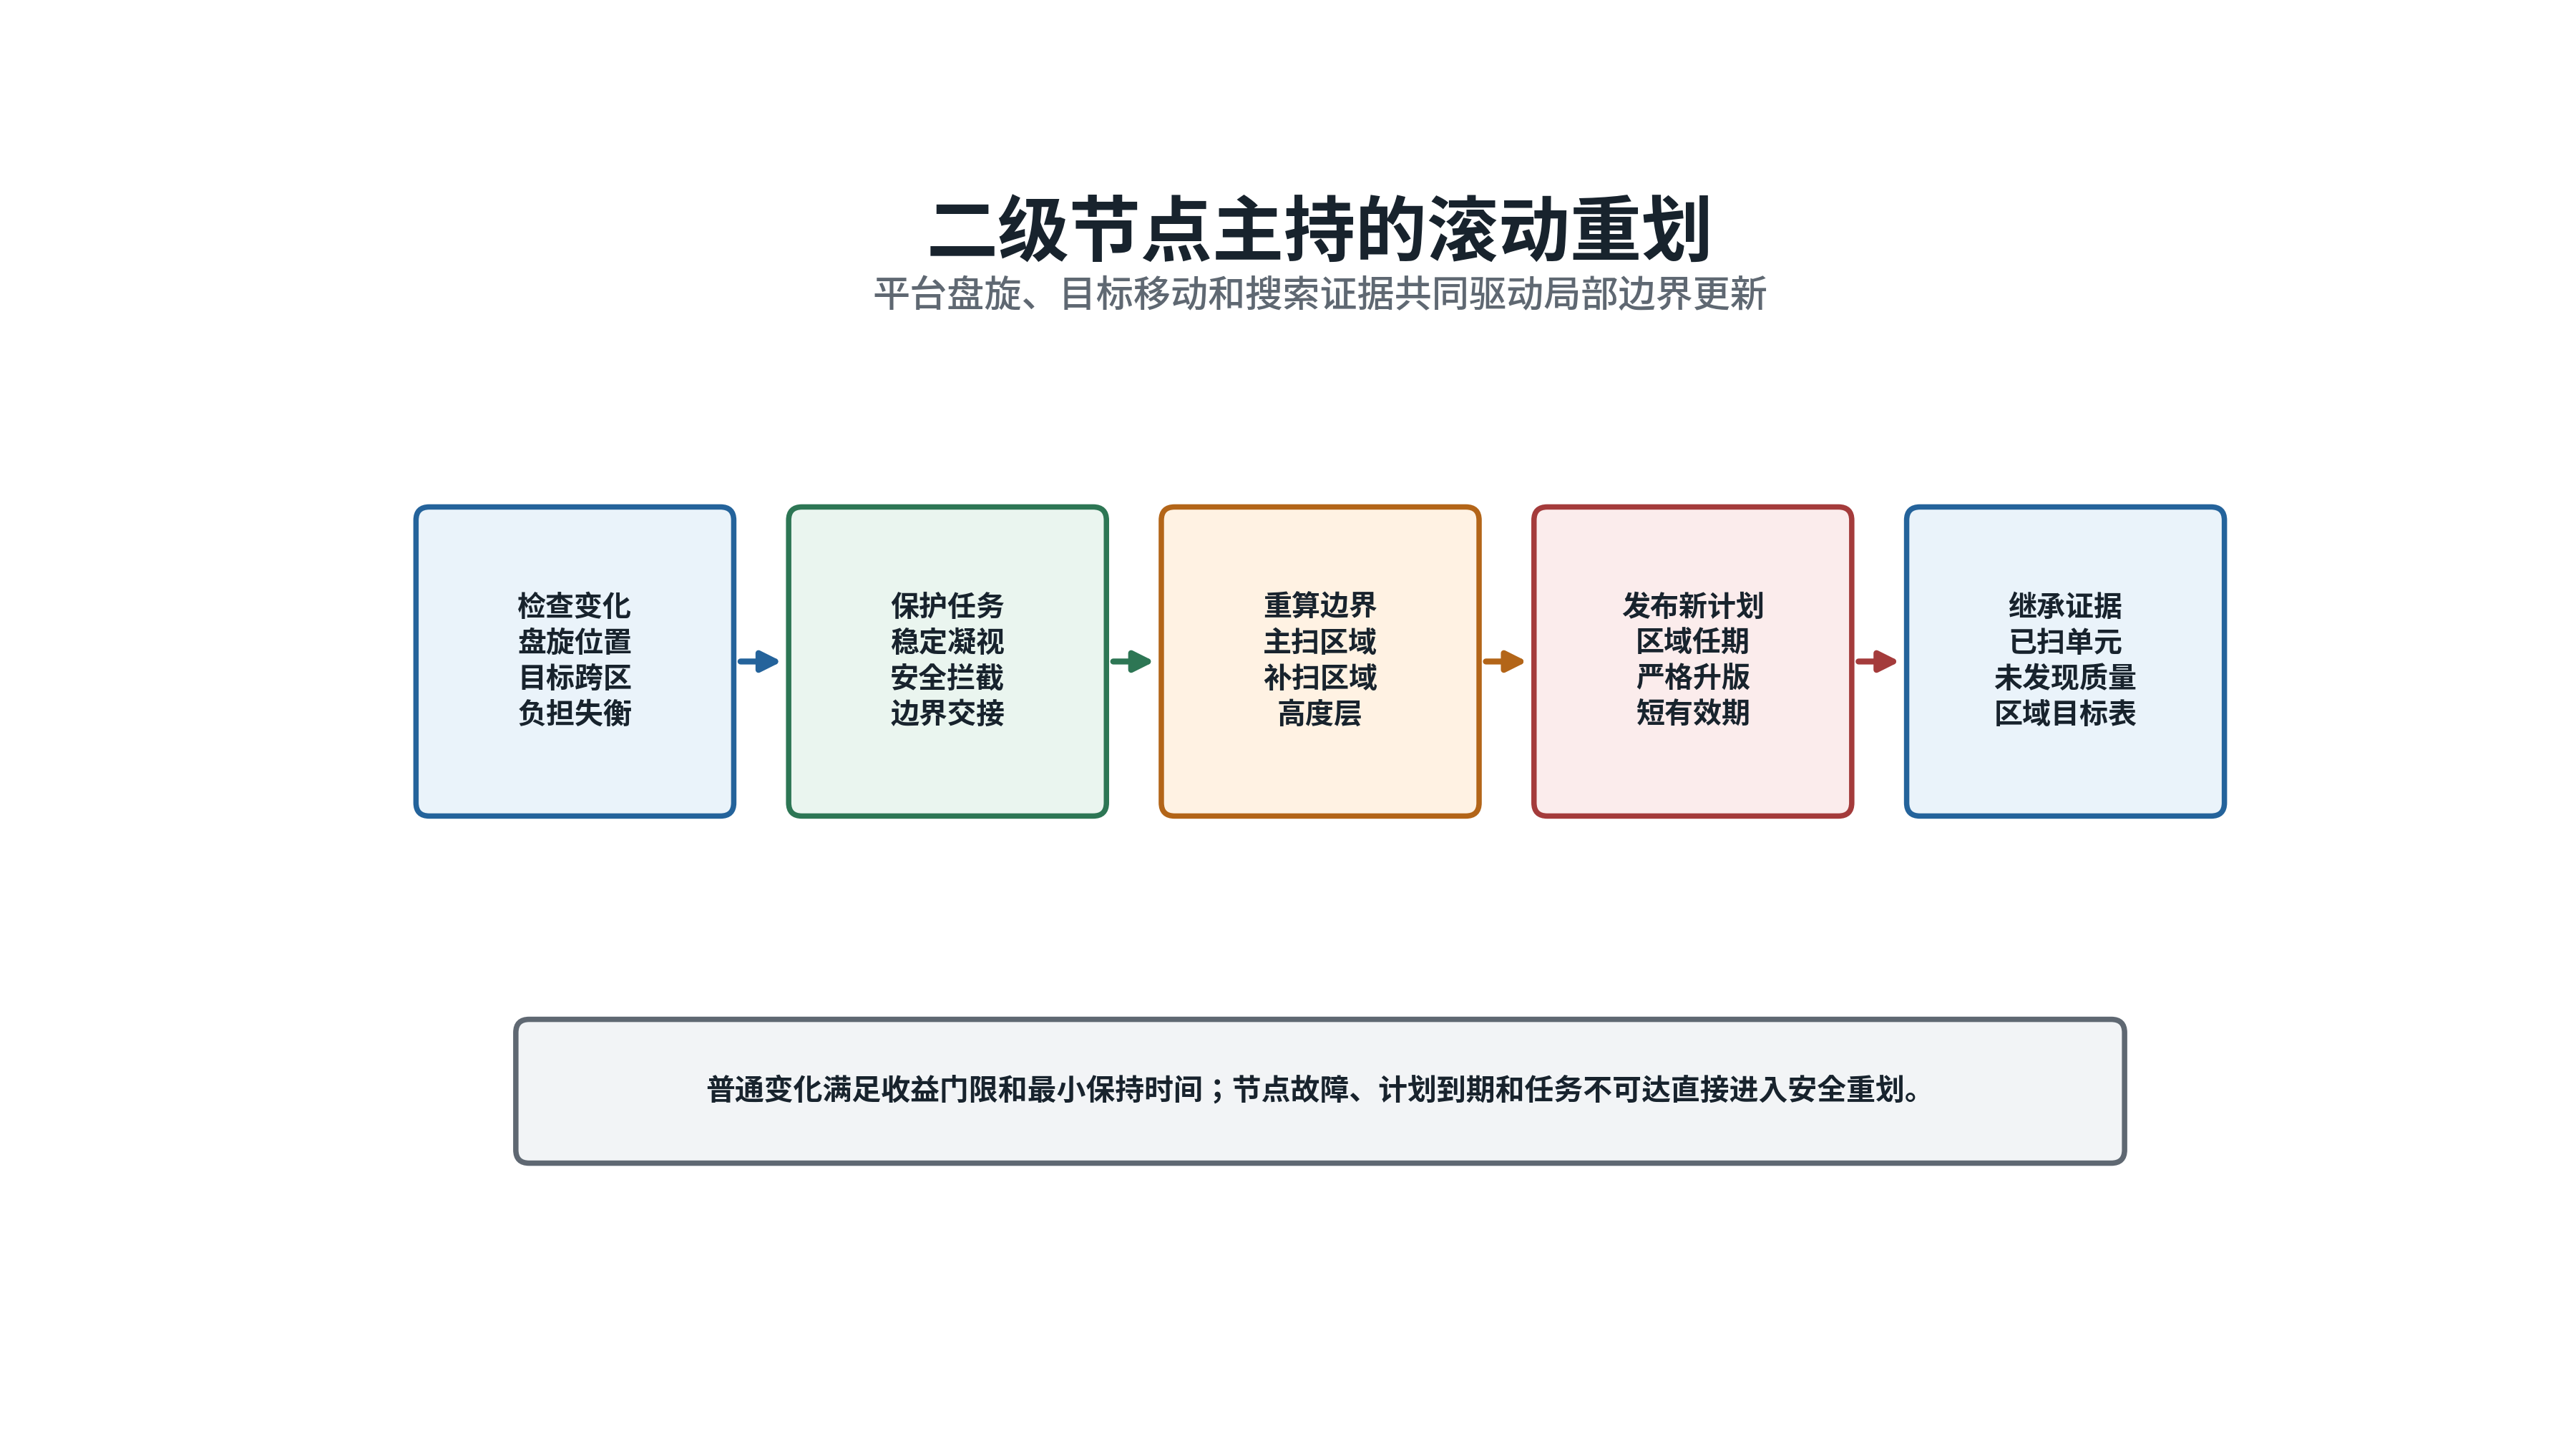 二级节点主持的滚动重划
平台盘旋、目标移动和搜索证据共同驱动局部边界更新
检查变化
盘旋位置
目标跨区
负担失衡
保护任务
稳定凝视
安全拦截
边界交接
重算边界
主扫区域
补扫区域
高度层
发布新计划
区域任期
严格升版
短有效期
继承证据
已扫单元
未发现质量
区域目标表
普通变化满足收益门限和最小保持时间；节点故障、计划到期和任务不可达直接进入安全重划。